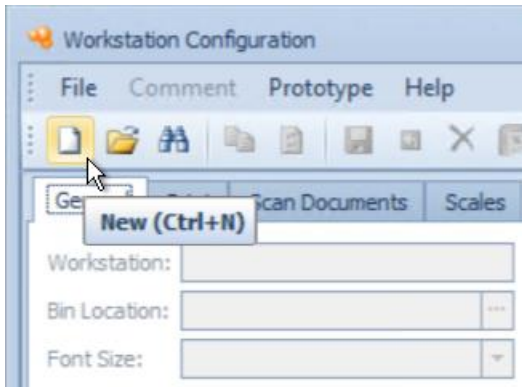 Workstation Configuration
File Comment Prototype Help
Scan Documents Scales
New (Ctrl+N)
Workstation:
Bin Location:
Font Size: